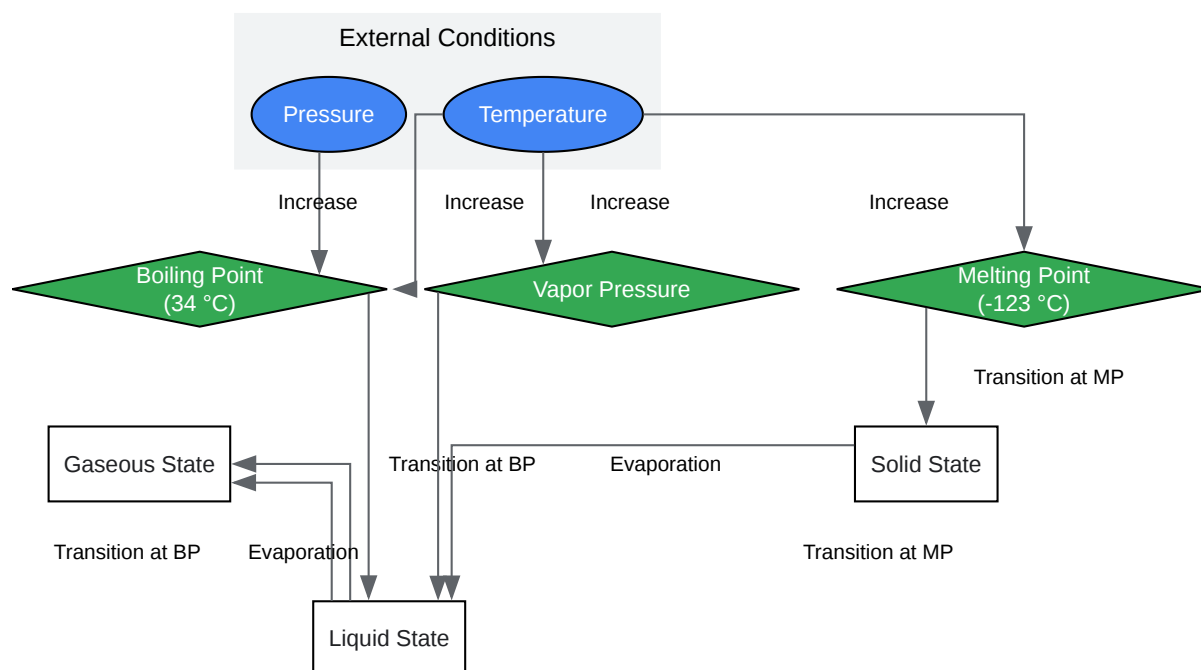 External Conditions
Pressure
Temperature
Increase
Increase
Increase
Increase
Boiling Point
(34 °C)
Vapor Pressure
Melting Point
(-123 °C)
Transition at MP
Gaseous State
Transition at BP
Evaporation
Solid State
Transition at BP
Evaporation
Transition at MP
Liquid State